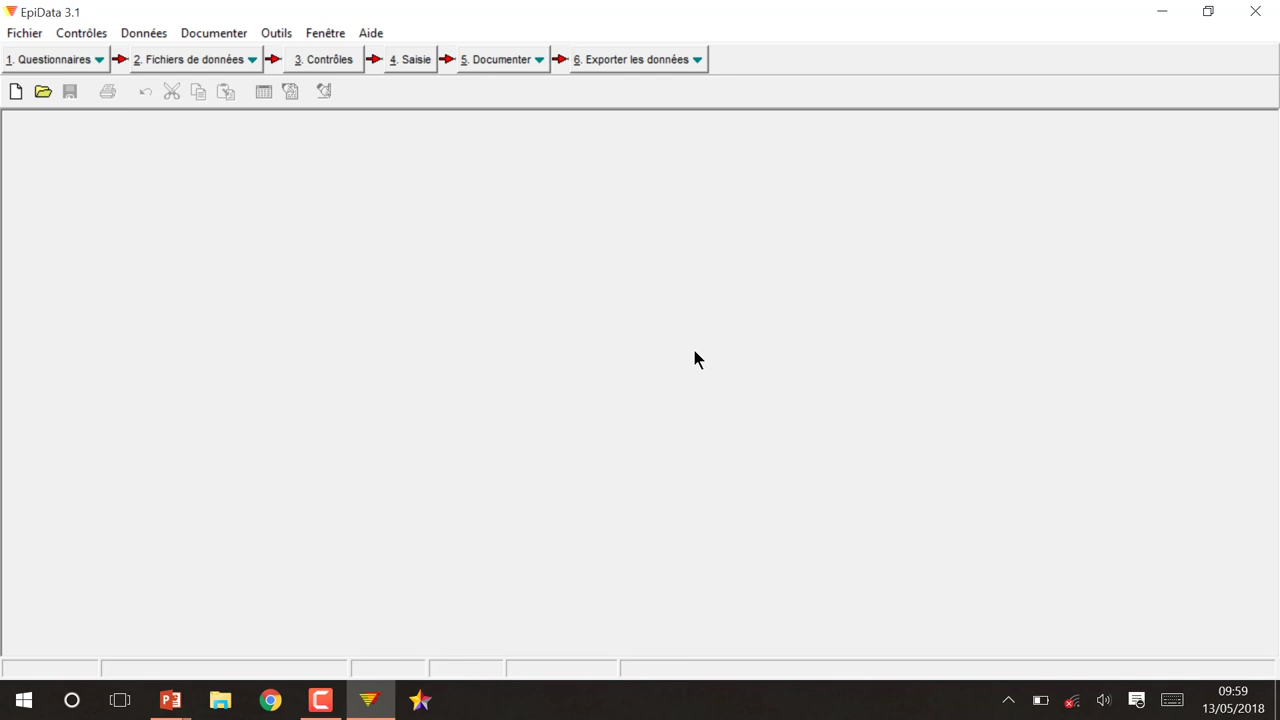 EpiData 3.1
Fichier Contrôles Données Documenter Outils Fenêtre Aide
1. Questionnaires 2. Fichiers de données 3. Contrôles 4. Saisie 5. Documenter 6. Exporter les données
09:59
13/05/2018